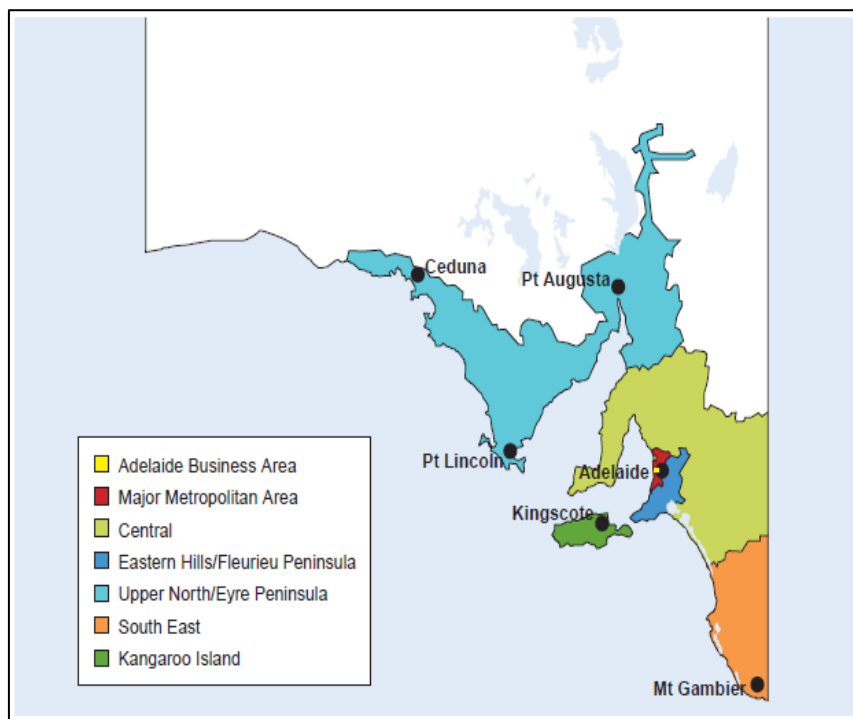 Ceduna
Pt Augusta
Pt Lincoln
Adelaide
Kingscote
Mt Gambier
Adelaide Business Area
Major Metropolitan Area
Central
Eastern Hills/Fleurieu Peninsula
Upper North/Eyre Peninsula
South East
Kangaroo Island